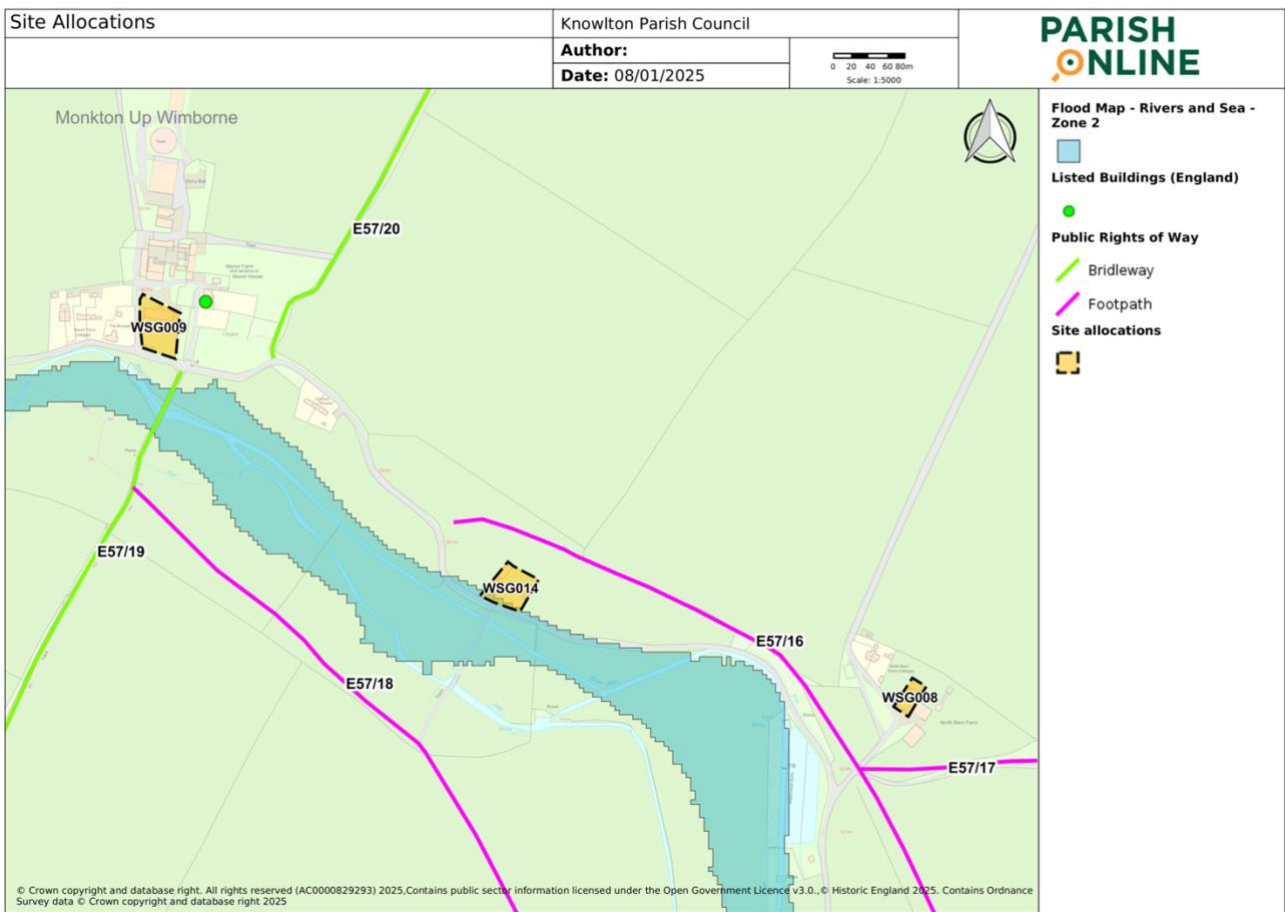 Site Allocations
Knowlton Parish Council
Author:
Date: 08/01/2025
0 20 40 60 80m
Scale: 1:5000
PARISH
ONLINE
Monkton Up Wimborne
E57/20
WSG009
E57/19
E57/18
WSG014
E57/16
WSG008
North Barn Farm
E57/17
Flood Map - Rivers and Sea -
Zone 2
Listed Buildings (England)
Public Rights of Way
Bridleway
Footpath
Site allocations
© Crown copyright and database right. All rights reserved (AC0000829293) 2025,Contains public sector information licensed under the Open Government Licence v3.0.,© Historic England 2025. Contains Ordnance
Survey data © Crown copyright and database right 2025